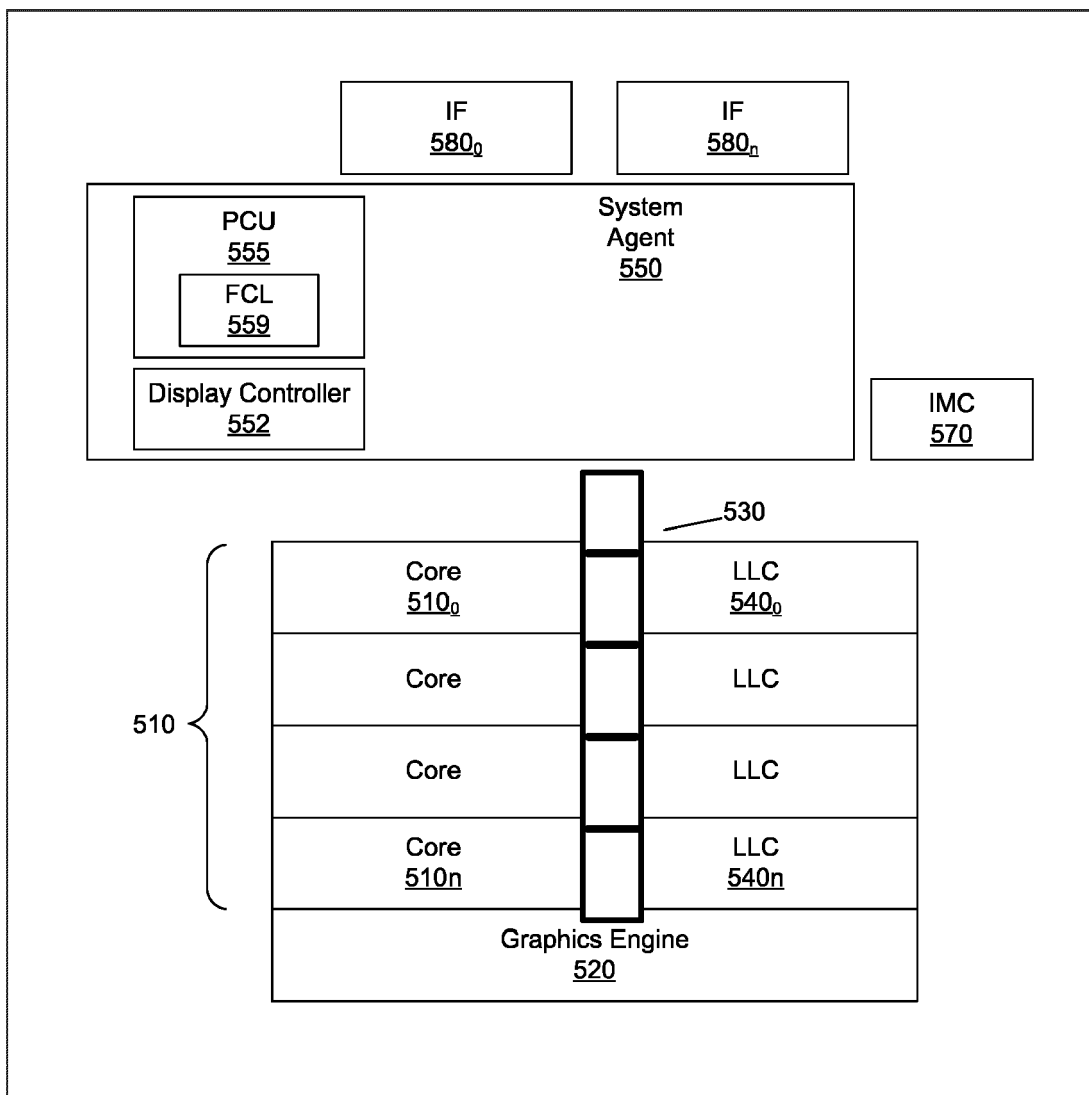 IF
580₀
IF
580ₙ
System
Agent
550
PCU
555
FCL
559
Display Controller
552
IMC
570
530
510
Core
510₀
LLC
540₀
Core
LLC
Core
LLC
Core
510n
LLC
540n
Graphics Engine
520